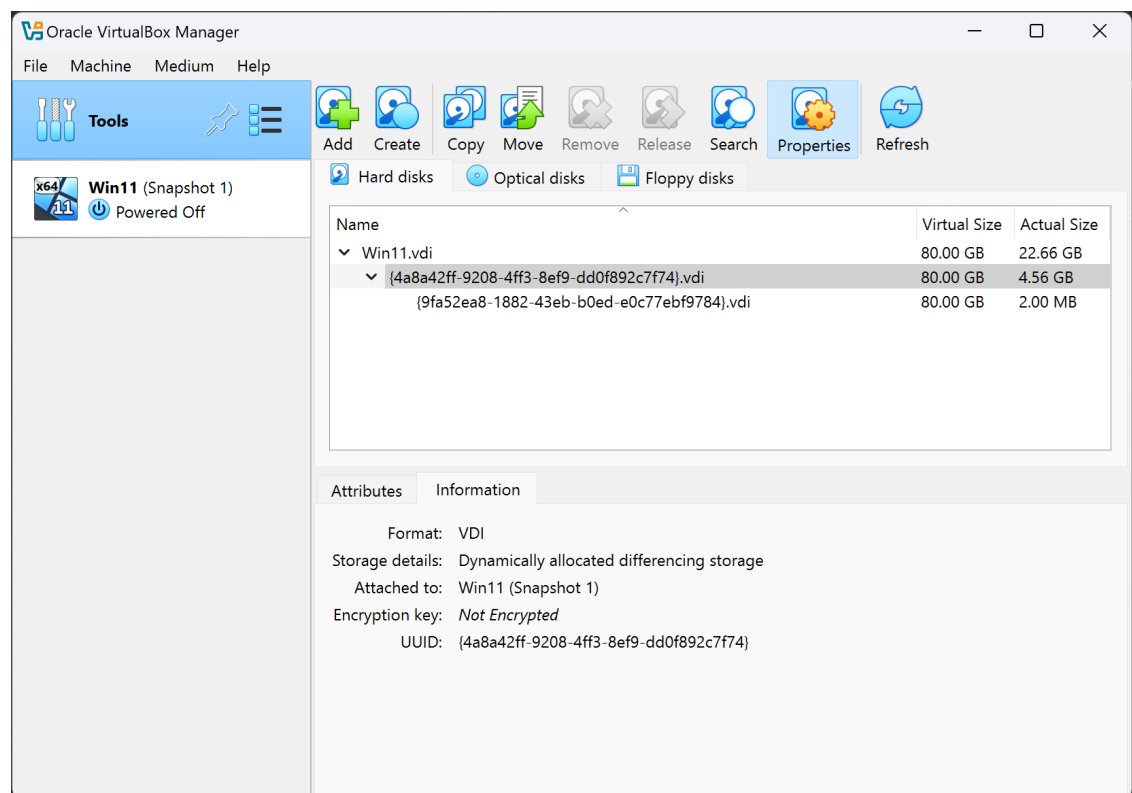 Oracle VirtualBox Manager
File Machine Medium Help
Tools
Add Create Copy Move Remove Release Search Properties Refresh
x64 11 Win11 (Snapshot 1)
Powered Off
Hard disks Optical disks Floppy disks
Name Virtual Size Actual Size
Win11.vdi 80.00 GB 22.66 GB
{4a8a42ff-9208-4ff3-8ef9-dd0f892c7f74}.vdi 80.00 GB 4.56 GB
{9fa52ea8-1882-43eb-b0ed-e0c77ebf9784}.vdi 80.00 GB 2.00 MB
Attributes Information
Format: VDI
Storage details: Dynamically allocated differencing storage
Attached to: Win11 (Snapshot 1)
Encryption key: Not Encrypted
UUID: {4a8a42ff-9208-4ff3-8ef9-dd0f892c7f74}